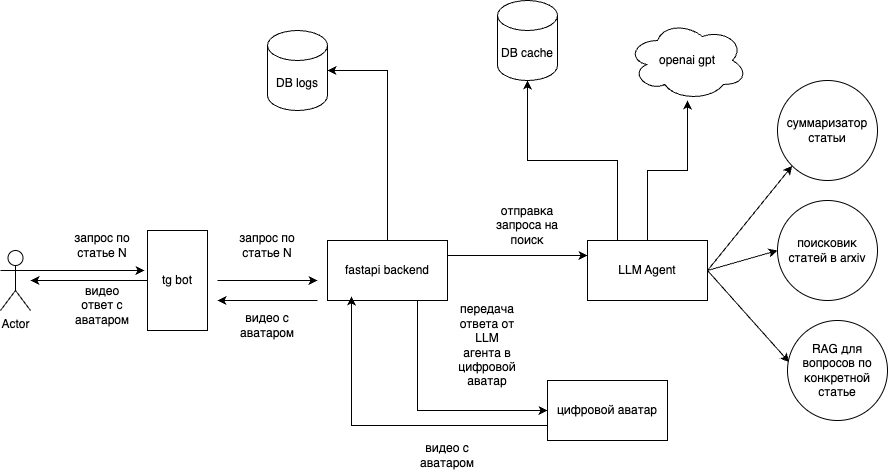 DB logs
DB cache
openai gpt
суммаризатор
статьи
запрос по
статье N
tg bot
видео
ответ с
аватаром
Actor
запрос по
статье N
видео с
аватаром
fastapi backend
отправка
запроса на
поиск
LLM Agent
поисковик
статей в arxiv
передача
ответа от
LLM
агента в
цифровой
аватар
RAG для
вопросов по
конкретной
статье
цифровой аватар
видео с
аватаром